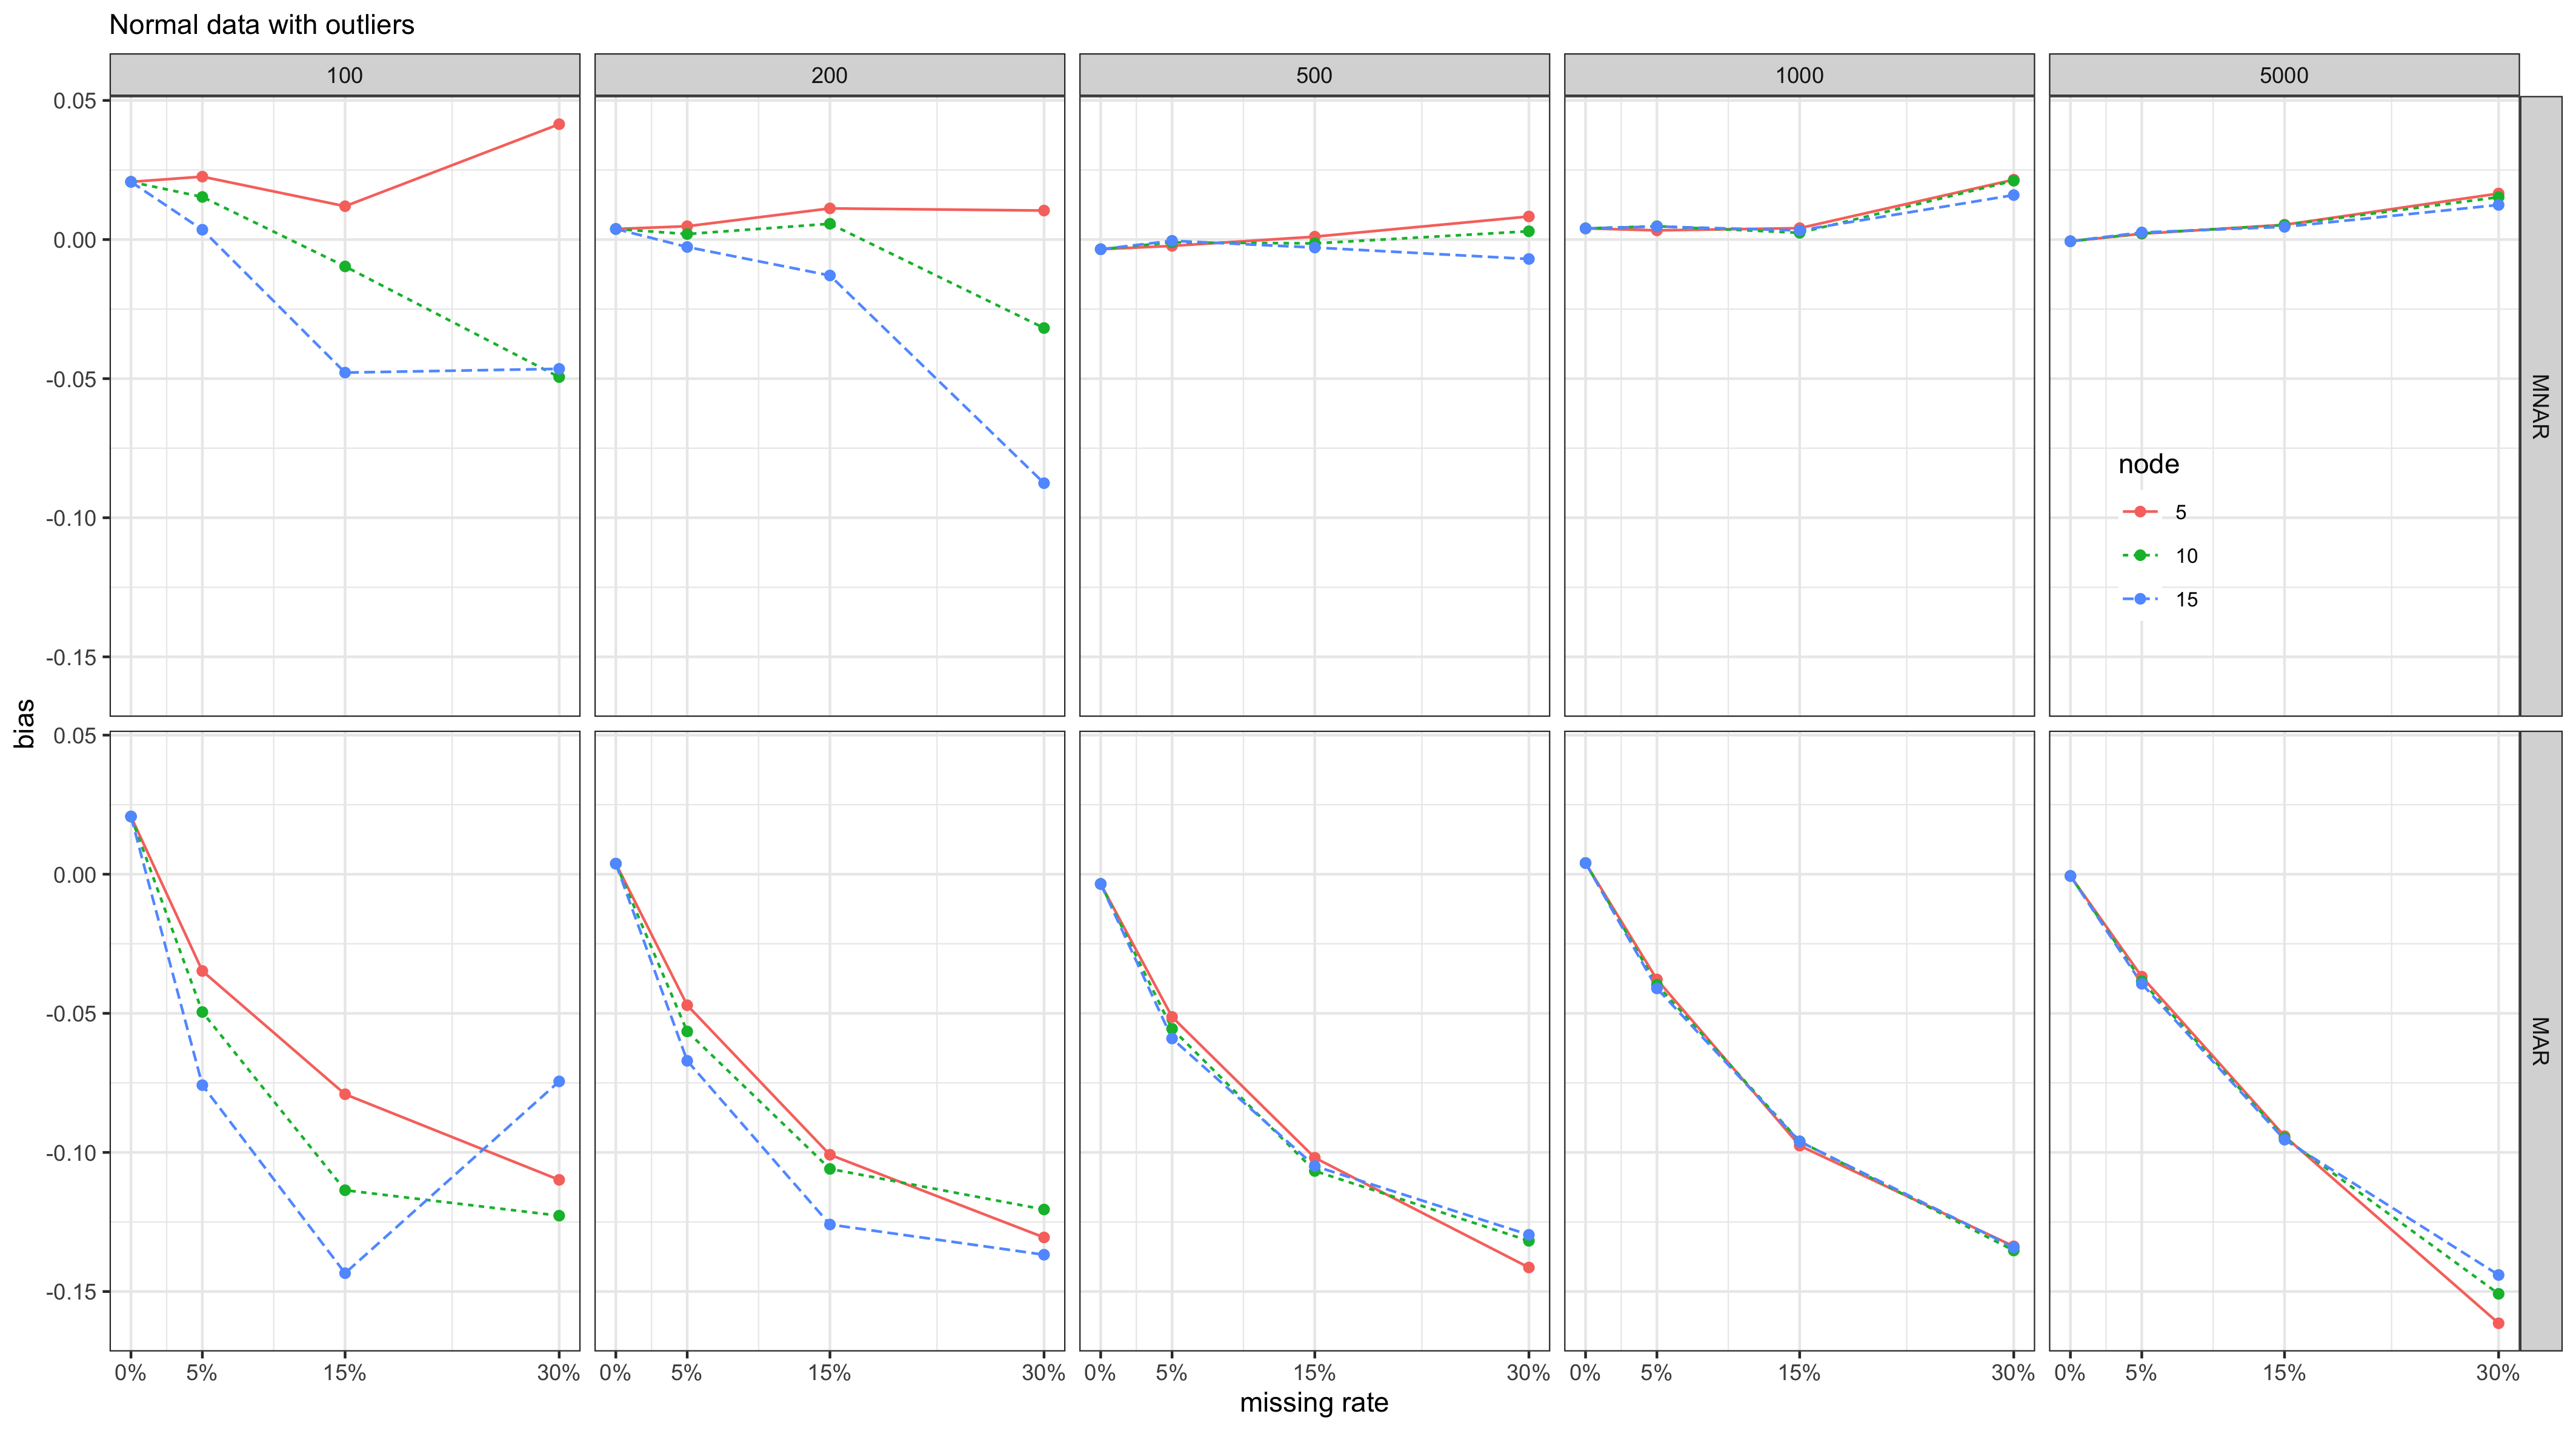 Normal data with outliers
100 200 500 1000 5000
0.05
0.00
-0.05
-0.10
-0.15
MNAR
node
5
10
15
bias
0.05
0.00
-0.05
-0.10
-0.15
MAR
0% 5% 15% 30% 0% 5% 15% 30% 0% 5% 15% 30% 0% 5% 15% 30% 0% 5% 15% 30%
missing rate